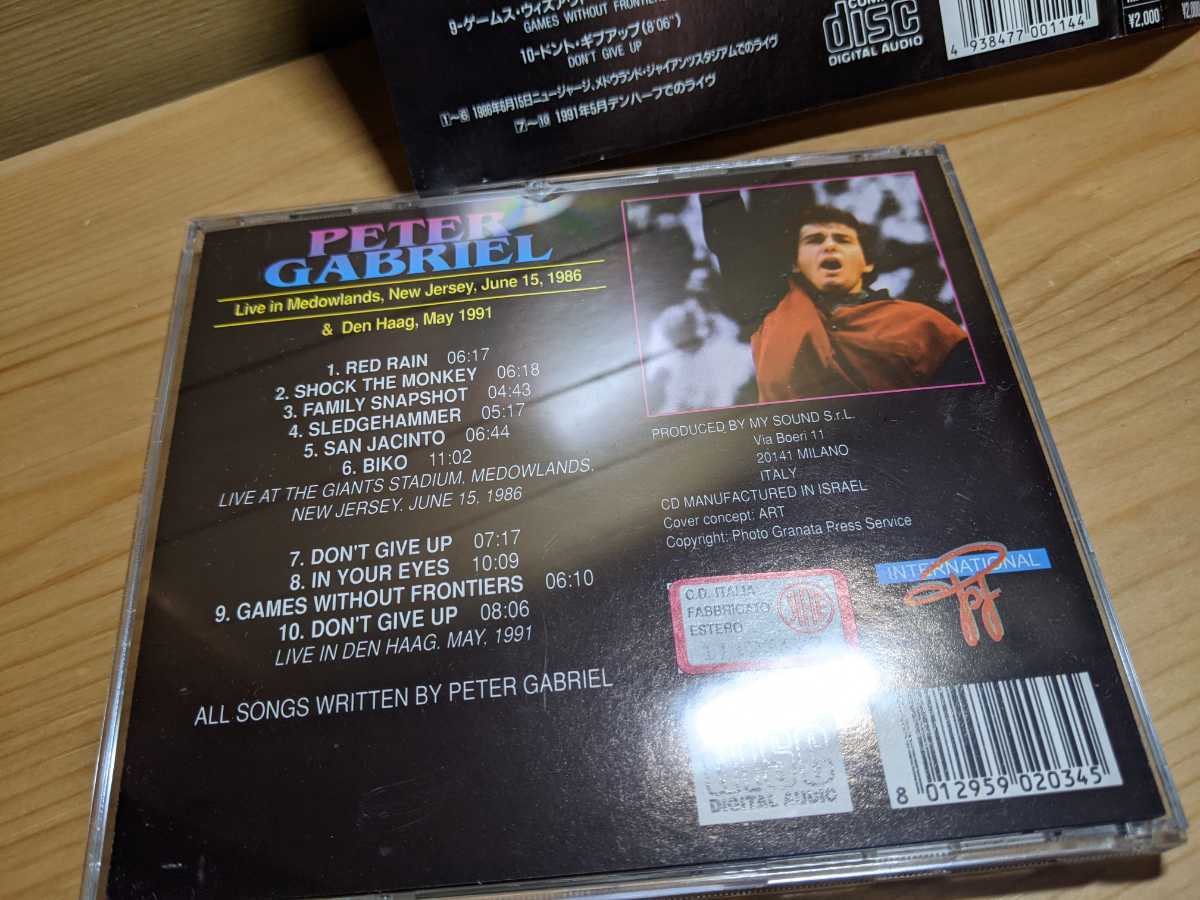 9-ゲームス・ウィズアウト
GAMES WITHOUT FRONTIERS
10-ドント・ギブアップ(8'06")
DON'T GIVE UP
1~6 1986年6月15日ニュージャージ、メドウランド・ジャイアンツスタジアムでのライヴ
7~10 1991年5月デンハーフでのライヴ
disc
DIGITAL AUDIO
4 938477 001144
¥2,000
PETER
GABRIEL
Live in Medowlands, New Jersey, June 15, 1986
& Den Haag, May 1991
1. RED RAIN 06:17
2. SHOCK THE MONKEY 06:18
3. FAMILY SNAPSHOT 04:43
4. SLEDGEHAMMER 05:17
5. SAN JACINTO 06:44
6. BIKO 11:02
LIVE AT THE GIANTS STADIUM, MEDOWLANDS.
NEW JERSEY. JUNE 15. 1986
7. DON'T GIVE UP 07:17
8. IN YOUR EYES 10:09
9. GAMES WITHOUT FRONTIERS 06:10
10. DON'T GIVE UP 08:06
LIVE IN DEN HAAG. MAY. 1991
ALL SONGS WRITTEN BY PETER GABRIEL
PRODUCED BY MY SOUND S.r.L.
Via Boeri 11
20141 MILANO
ITALY
CD MANUFACTURED IN ISRAEL
Cover concept: ART
Copyright: Photo Granata Press Service
C.D. ITALIA
FABBRICATO
ESTERO
INTERNATIONAL
DIGITAL AUDIO
8 012959 020345